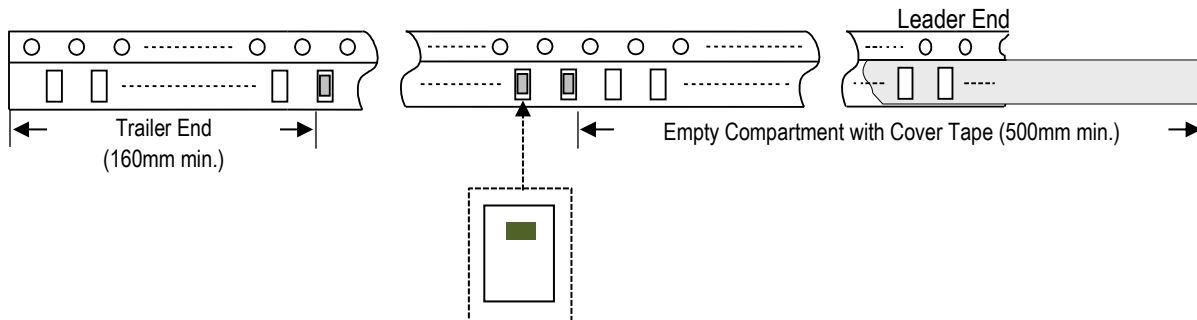 Leader End
Trailer End
(160mm min.)
Empty Compartment with Cover Tape (500mm min.)